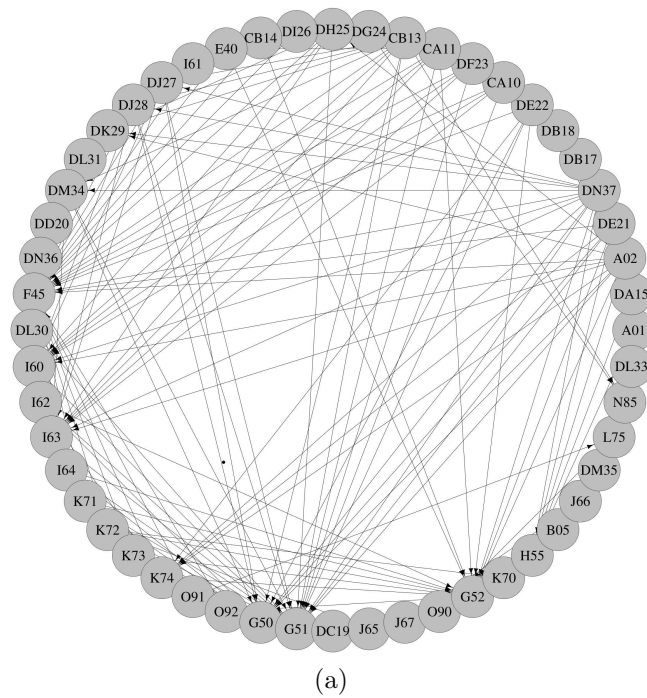 DH25
DG24
CB13
CA11
DF23
CA10
DE22
DB18
DB17
DN37
DE21
A02
DA15
A01
DL33
N85
L75
DM35
J66
B05
H55
K70
G52
O90
J67
J65
DC19
G51
G50
O92
O91
K74
K73
K72
K71
I64
I63
I62
I60
DL30
F45
DN36
DD20
DM34
DL31
DK29
DJ28
DJ27
I61
E40
CB14
DI26
(a)